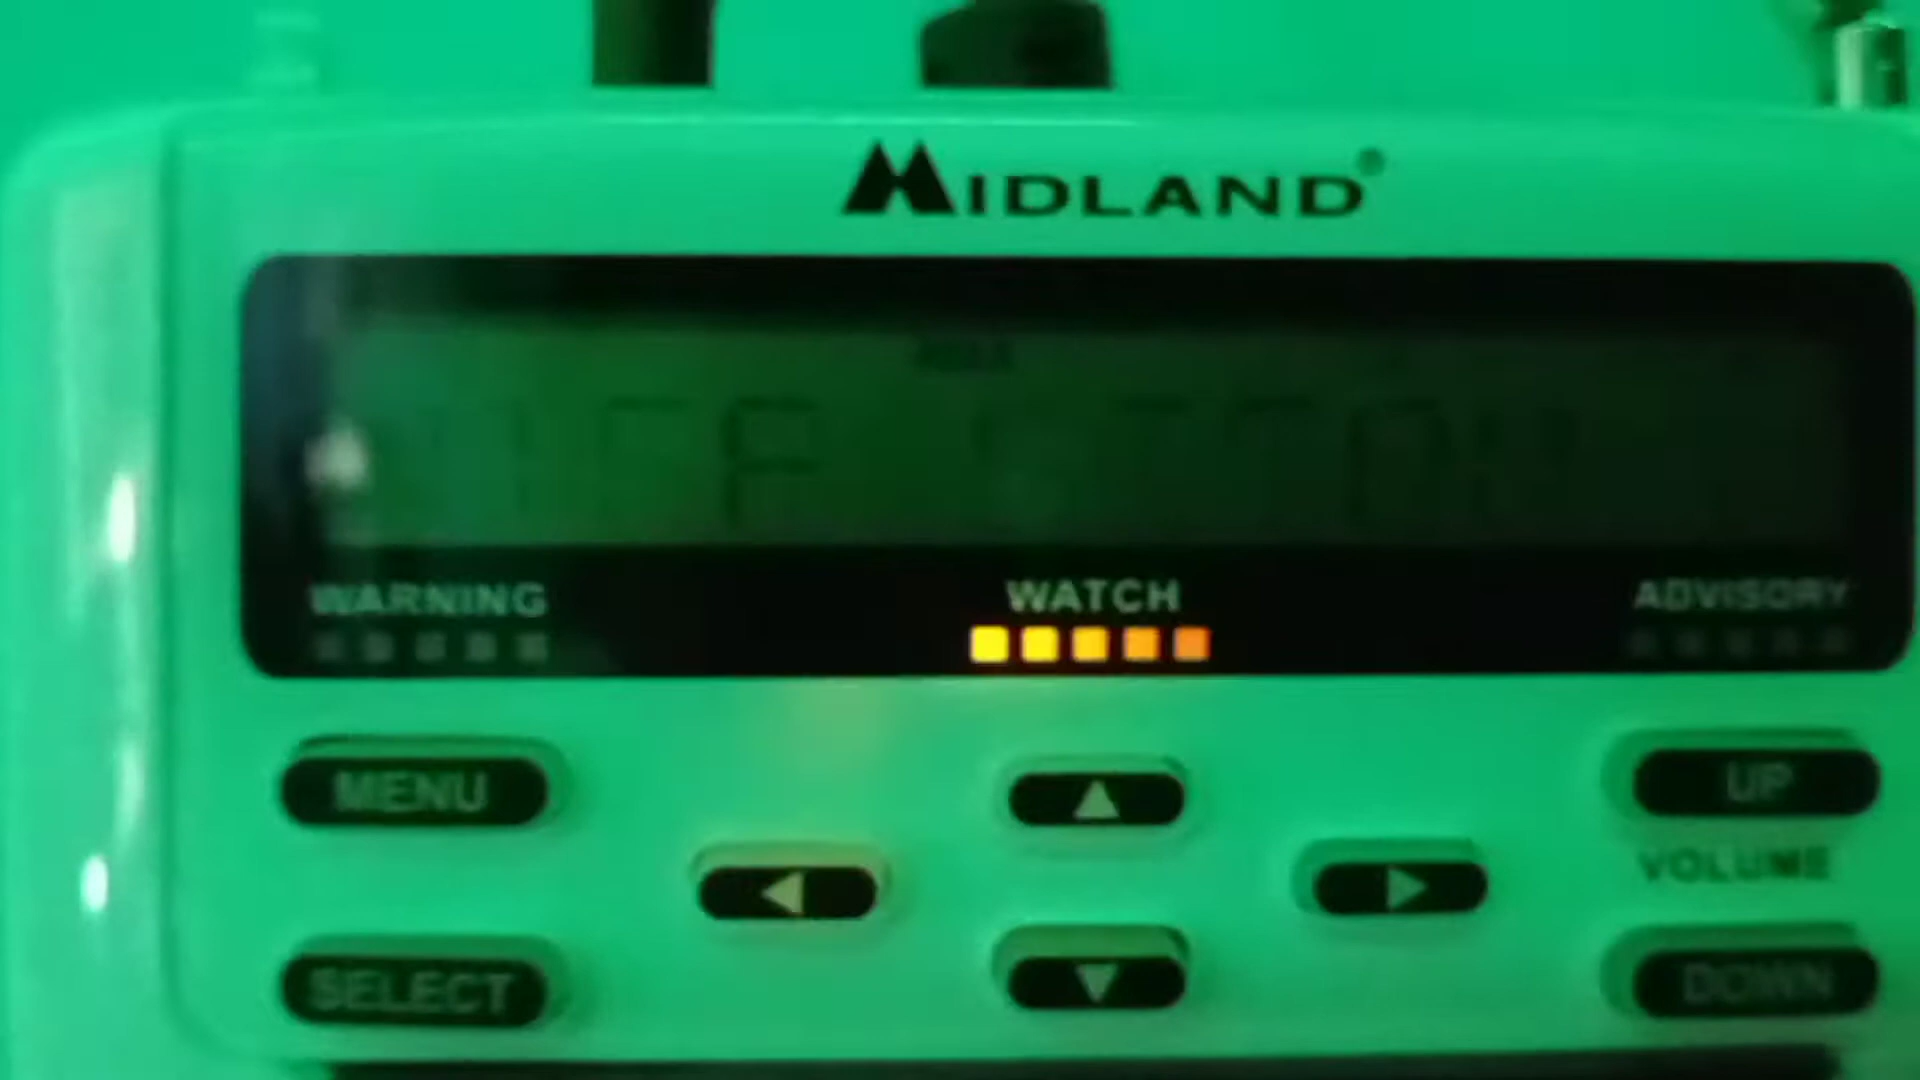 MIDLAND®
WARNING WATCH ADVISORY
MENU UP
VOLUME
SELECT DOWN